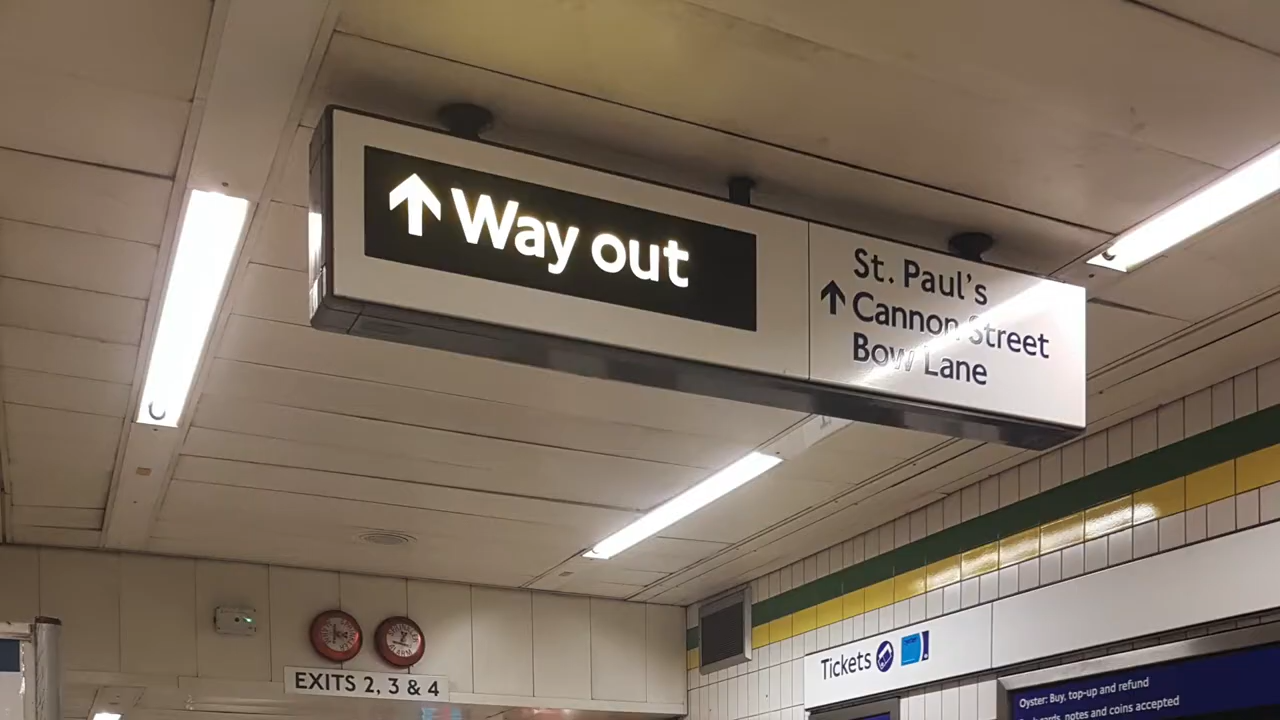 Way out
St. Paul's
Cannon Street
Bow Lane
EXITS 2, 3 & 4
Tickets
Oyster: Buy, top-up and refund
notes and coins accepted